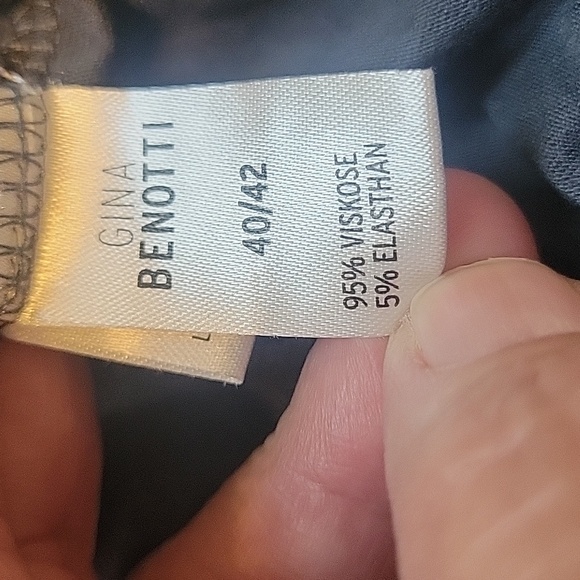 GINA
BENOTTI
40/42
95% VISKOSE
5% ELASTHAN